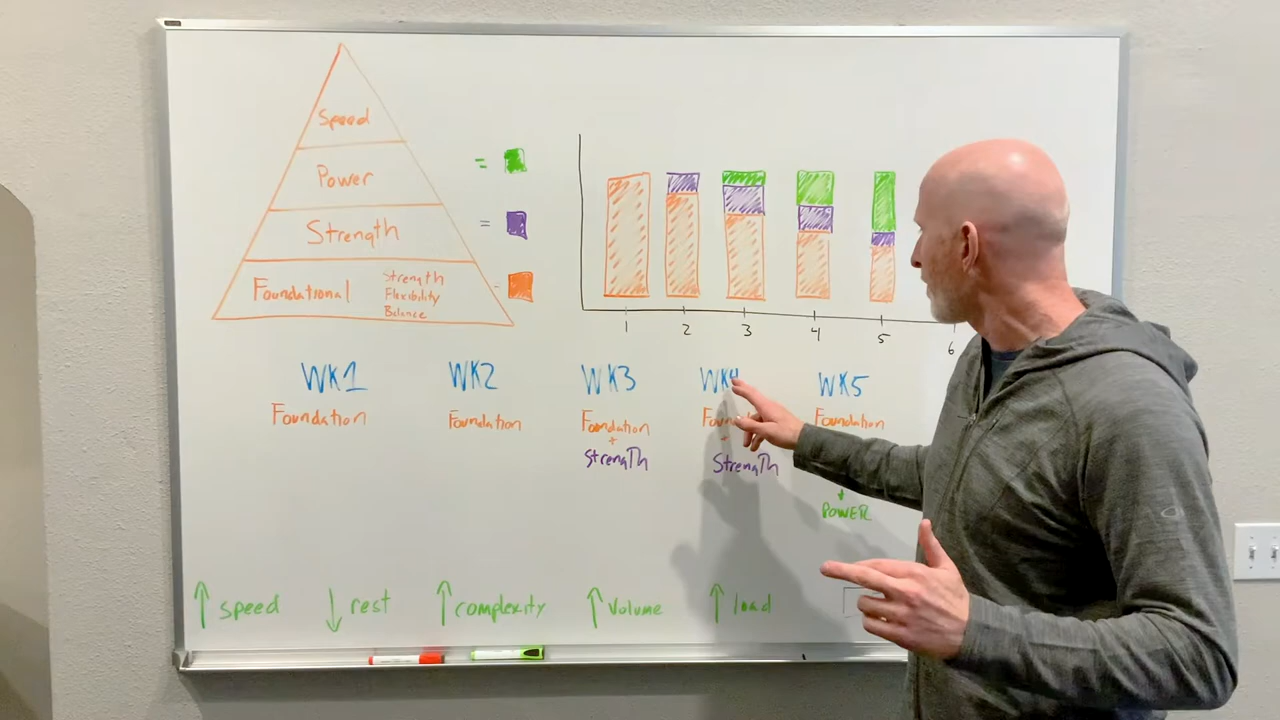 Speed
Power
=
Strength
=
Foundational
Strength
Flexibility
Balance
-
1 2 3 4 5 6
WK1 WK2 WK3 WK4 WK5
Foundation Foundation Foundation Foundation
+
Strength Strength
+
POWER
↑ speed ↓ rest ↑ complexity ↑ Volume ↑ load